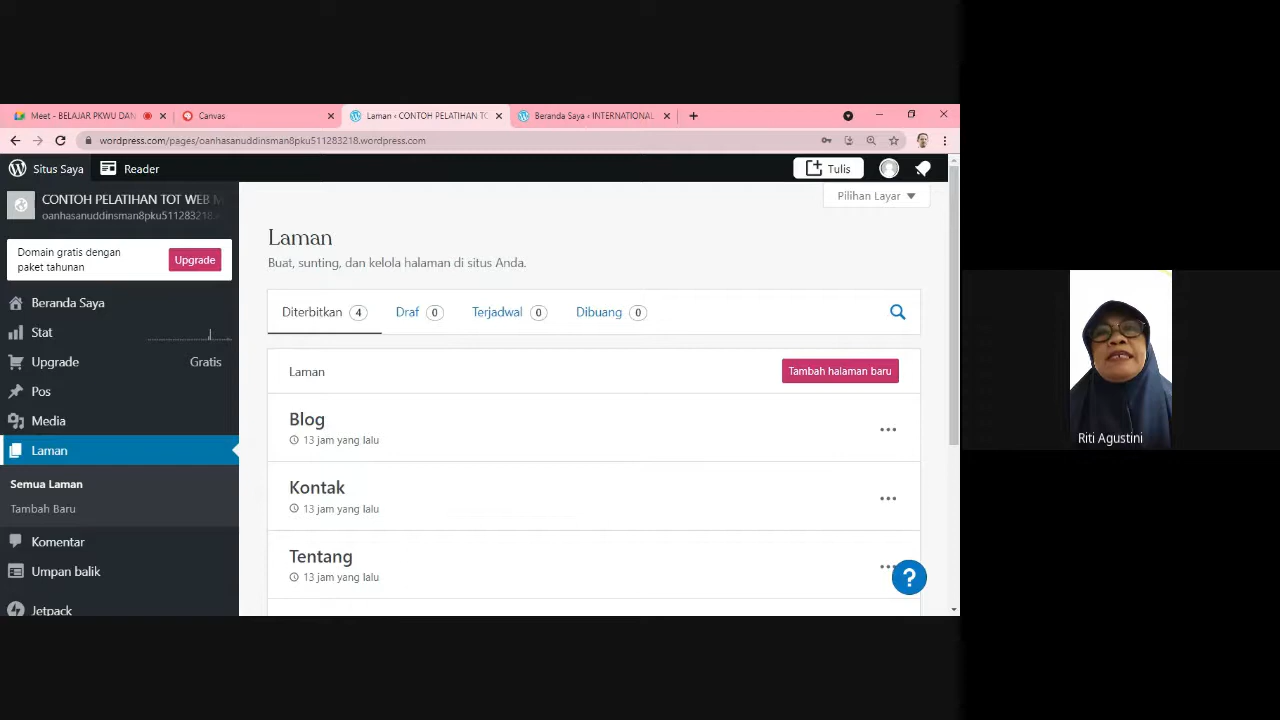 Meet - BELAJAR PKWU DAN
Canvas
Laman ‹ CONTOH PELATIHAN TO
Beranda Saya ‹ INTERNATIONAL
wordpress.com/pages/oanhasanuddinsman8pku511283218.wordpress.com
Situs Saya
Reader
Tulis
CONTOH PELATIHAN TOT WEB
oanhasanuddinsman8pku511283218.
Pilihan Layar
Domain gratis dengan
paket tahunan
Upgrade
Laman
Buat, sunting, dan kelola halaman di situs Anda.
Beranda Saya
Stat
Upgrade Gratis
Pos
Media
Laman
Semua Laman
Tambah Baru
Komentar
Umpan balik
Jetpack
Diterbitkan 4 Draf 0 Terjadwal 0 Dibuang 0
Laman
Tambah halaman baru
Blog
13 jam yang lalu
Kontak
13 jam yang lalu
Tentang
13 jam yang lalu
?
Riti Agustini